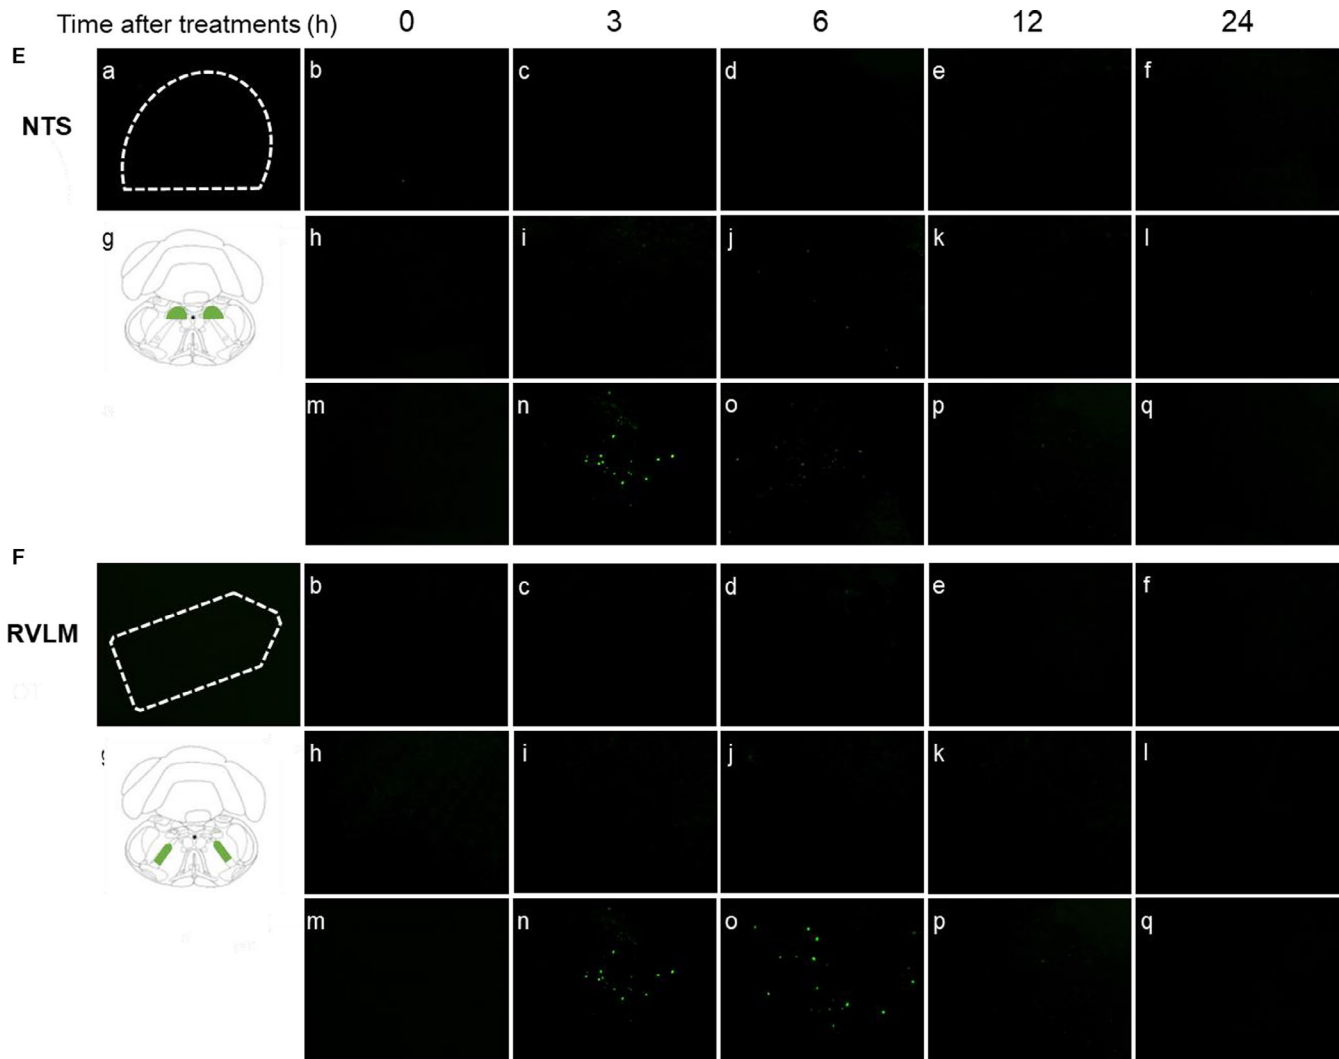 Time after treatments (h) 0 3 6 12 24
E
a b c d e f
NTS
g h i j k l
m n o p q
F
b c d e f
RVLM
h i j k l
m n o p q